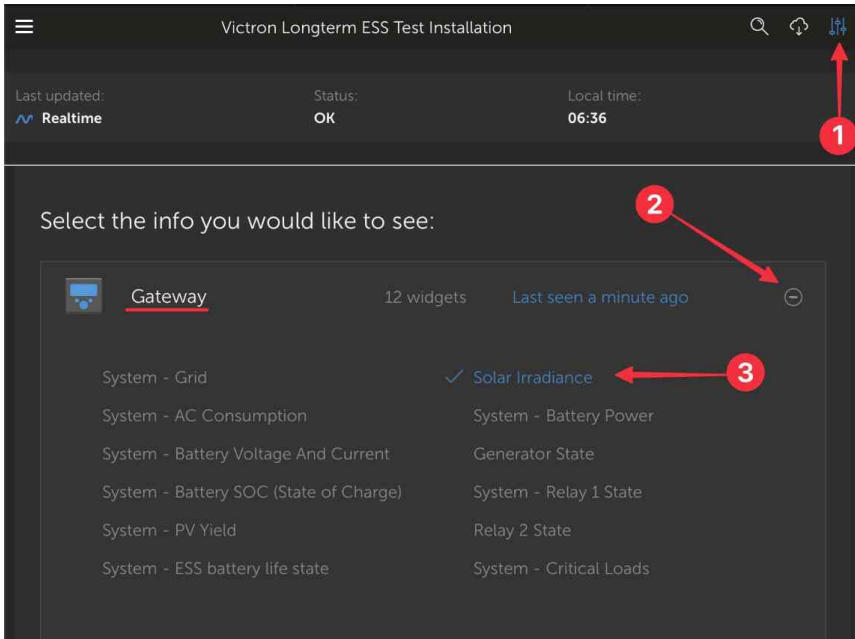 Victron Longterm ESS Test Installation
Last updated: Status: Local time:
Realtime OK 06:36
1
Select the info you would like to see:
2
Gateway 12 widgets Last seen a minute ago
System - Grid Solar Irradiance 3
System - AC Consumption System - Battery Power
System - Battery Voltage And Current Generator State
System - Battery SOC (State of Charge) System - Relay 1 State
System - PV Yield Relay 2 State
System - ESS battery life state System - Critical Loads